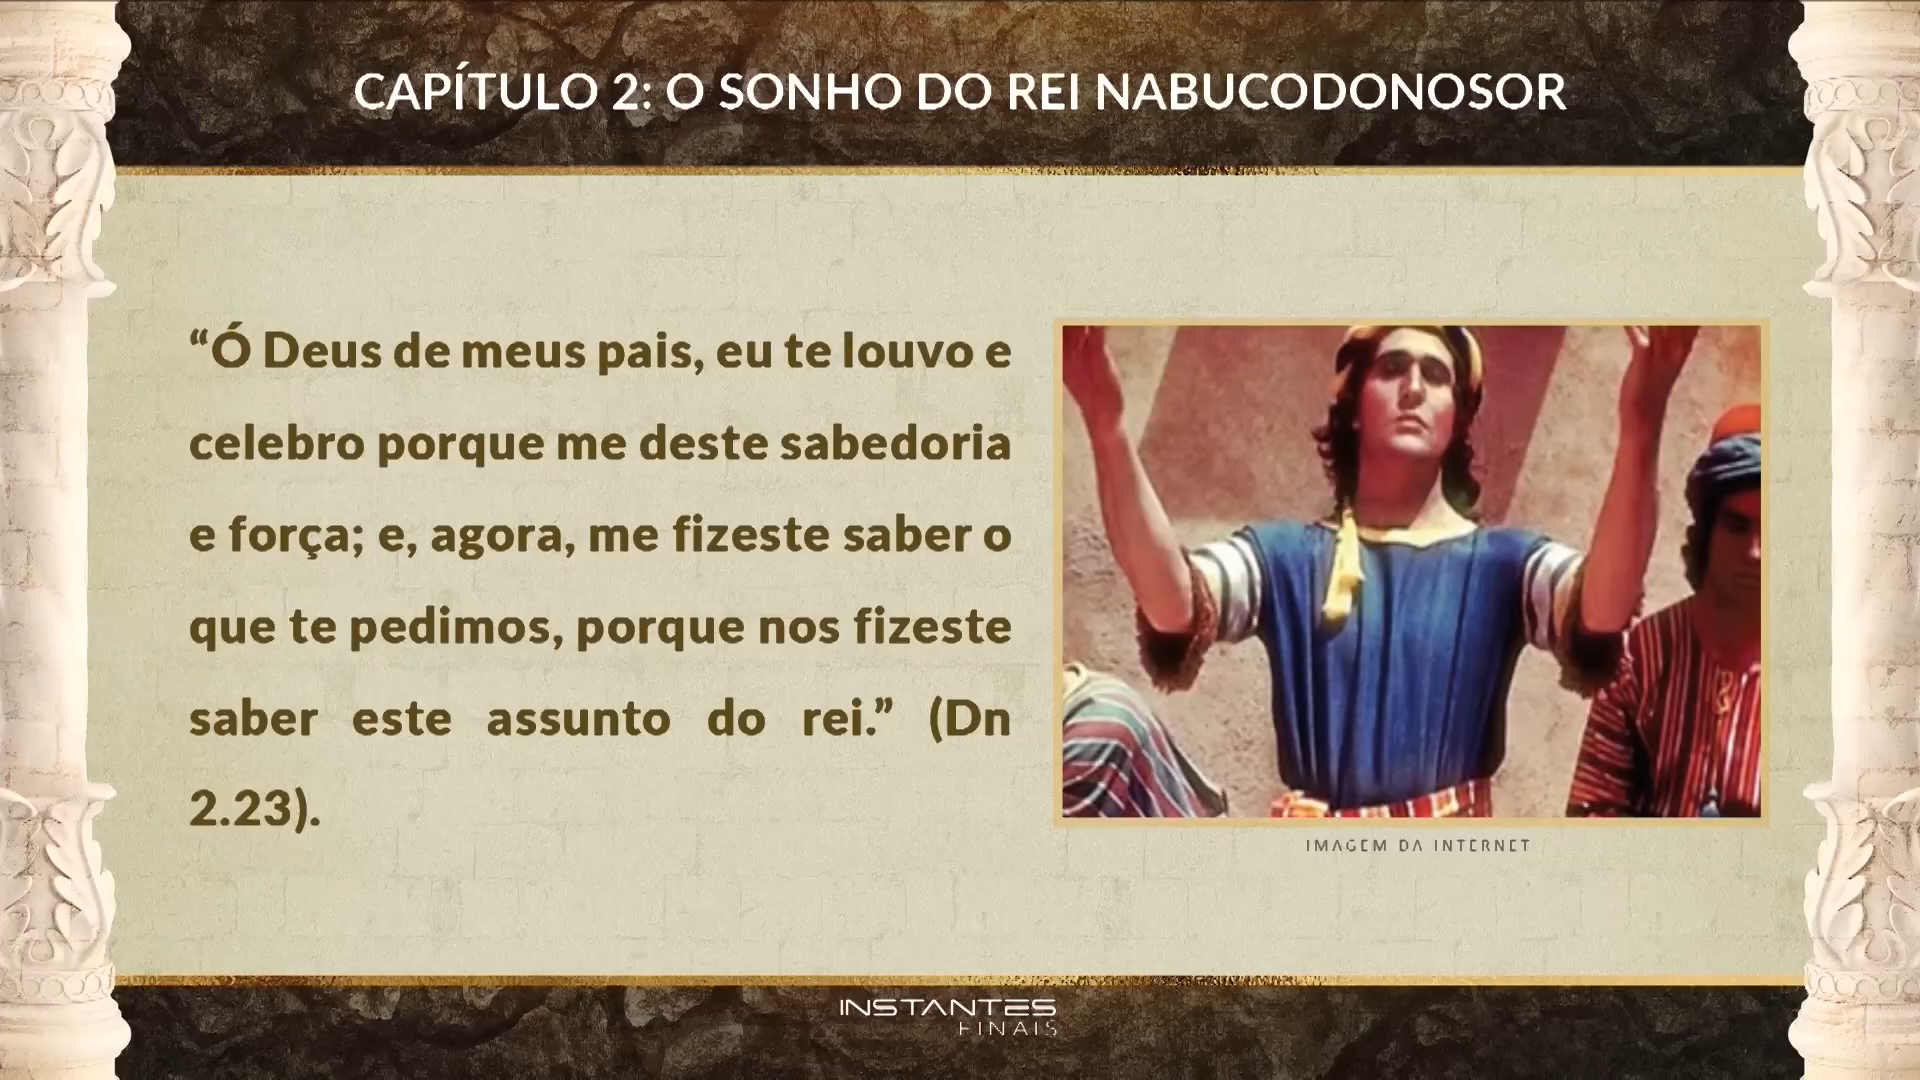 CAPÍTULO 2: O SONHO DO REI NABUCODONOSOR
“Ó Deus de meus pais, eu te louvo e
celebro porque me deste sabedoria
e força; e, agora, me fizeste saber o
que te pedimos, porque nos fizeste
saber este assunto do rei.” (Dn
2.23).
IMAGEM DA INTERNET
INSTANTES
FINAIS